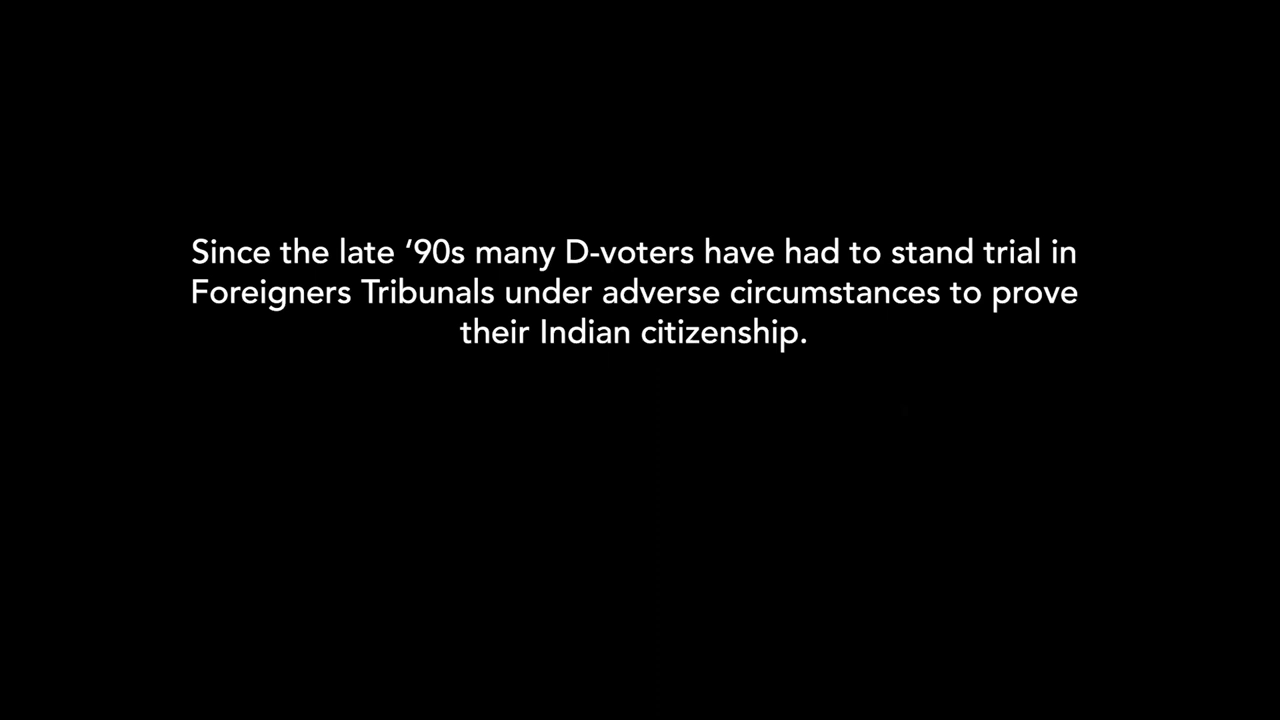 Since the late ‘90s many D-voters have had to stand trial in
Foreigners Tribunals under adverse circumstances to prove
their Indian citizenship.